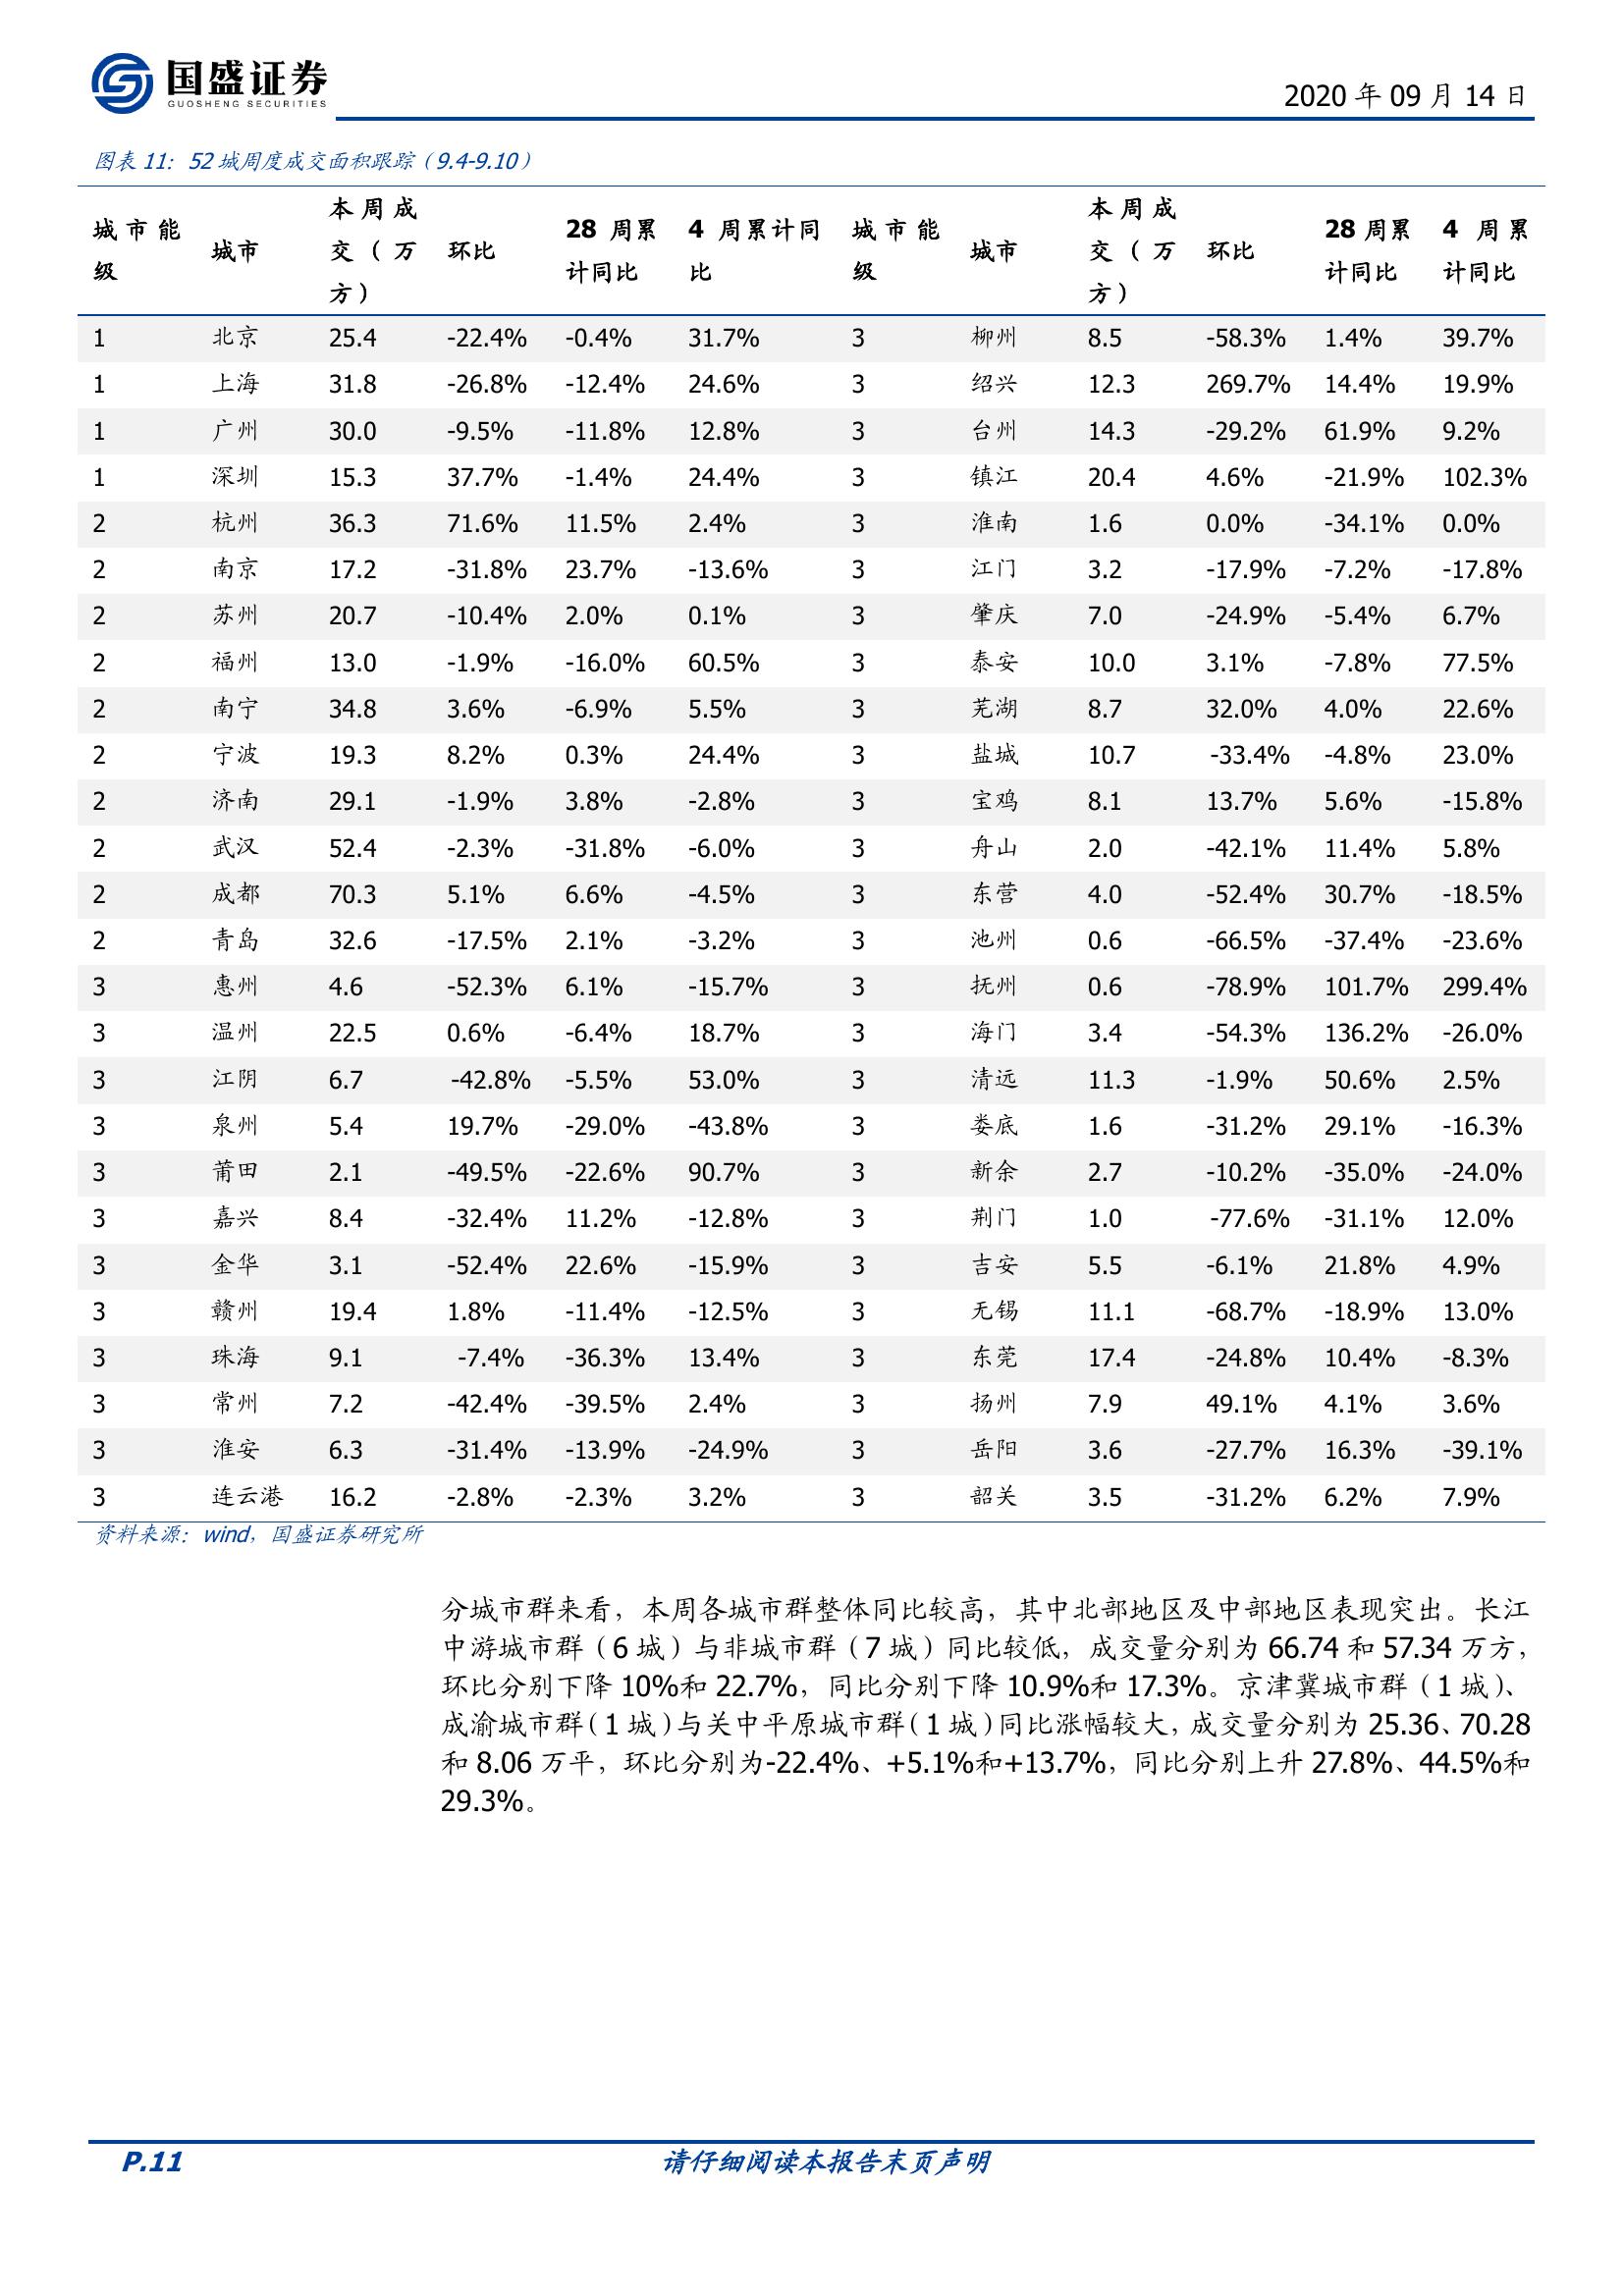 国盛证券
GUOSHENG SECURITIES
2020 年 09 月 14 日
图表 11：52 城周度成交面积跟踪（9.4-9.10）
城市能级 城市 本周成交（万方） 环比 28 周累计同比 4 周累计同比 城市能级 城市 本周成交（万方） 环比 28 周累计同比 4 周累计同比
1 北京 25.4 -22.4% -0.4% 31.7% 3 柳州 8.5 -58.3% 1.4% 39.7%
1 上海 31.8 -26.8% -12.4% 24.6% 3 绍兴 12.3 269.7% 14.4% 19.9%
1 广州 30.0 -9.5% -11.8% 12.8% 3 台州 14.3 -29.2% 61.9% 9.2%
1 深圳 15.3 37.7% -1.4% 24.4% 3 镇江 20.4 4.6% -21.9% 102.3%
2 杭州 36.3 71.6% 11.5% 2.4% 3 淮南 1.6 0.0% -34.1% 0.0%
2 南京 17.2 -31.8% 23.7% -13.6% 3 江门 3.2 -17.9% -7.2% -17.8%
2 苏州 20.7 -10.4% 2.0% 0.1% 3 肇庆 7.0 -24.9% -5.4% 6.7%
2 福州 13.0 -1.9% -16.0% 60.5% 3 泰安 10.0 3.1% -7.8% 77.5%
2 南宁 34.8 3.6% -6.9% 5.5% 3 芜湖 8.7 32.0% 4.0% 22.6%
2 宁波 19.3 8.2% 0.3% 24.4% 3 盐城 10.7 -33.4% -4.8% 23.0%
2 济南 29.1 -1.9% 3.8% -2.8% 3 宝鸡 8.1 13.7% 5.6% -15.8%
2 武汉 52.4 -2.3% -31.8% -6.0% 3 舟山 2.0 -42.1% 11.4% 5.8%
2 成都 70.3 5.1% 6.6% -4.5% 3 东营 4.0 -52.4% 30.7% -18.5%
2 青岛 32.6 -17.5% 2.1% -3.2% 3 池州 0.6 -66.5% -37.4% -23.6%
3 惠州 4.6 -52.3% 6.1% -15.7% 3 抚州 0.6 -78.9% 101.7% 299.4%
3 温州 22.5 0.6% -6.4% 18.7% 3 海门 3.4 -54.3% 136.2% -26.0%
3 江阴 6.7 -42.8% -5.5% 53.0% 3 清远 11.3 -1.9% 50.6% 2.5%
3 泉州 5.4 19.7% -29.0% -43.8% 3 娄底 1.6 -31.2% 29.1% -16.3%
3 莆田 2.1 -49.5% -22.6% 90.7% 3 新余 2.7 -10.2% -35.0% -24.0%
3 嘉兴 8.4 -32.4% 11.2% -12.8% 3 荆门 1.0 -77.6% -31.1% 12.0%
3 金华 3.1 -52.4% 22.6% -15.9% 3 吉安 5.5 -6.1% 21.8% 4.9%
3 赣州 19.4 1.8% -11.4% -12.5% 3 无锡 11.1 -68.7% -18.9% 13.0%
3 珠海 9.1 -7.4% -36.3% 13.4% 3 东莞 17.4 -24.8% 10.4% -8.3%
3 常州 7.2 -42.4% -39.5% 2.4% 3 扬州 7.9 49.1% 4.1% 3.6%
3 淮安 6.3 -31.4% -13.9% -24.9% 3 岳阳 3.6 -27.7% 16.3% -39.1%
3 连云港 16.2 -2.8% -2.3% 3.2% 3 韶关 3.5 -31.2% 6.2% 7.9%
资料来源：wind，国盛证券研究所
分城市群来看，本周各城市群整体同比较高，其中北部地区及中部地区表现突出。长江
中游城市群（6 城）与非城市群（7 城）同比较低，成交量分别为 66.74 和 57.34 万方，
环比分别下降 10%和 22.7%，同比分别下降 10.9%和 17.3%。京津冀城市群（1 城）、
成渝城市群（1 城）与关中平原城市群（1 城）同比涨幅较大，成交量分别为 25.36、70.28
和 8.06 万平，环比分别为-22.4%、+5.1%和+13.7%，同比分别上升 27.8%、44.5%和
29.3%。
P.11 请仔细阅读本报告末页声明